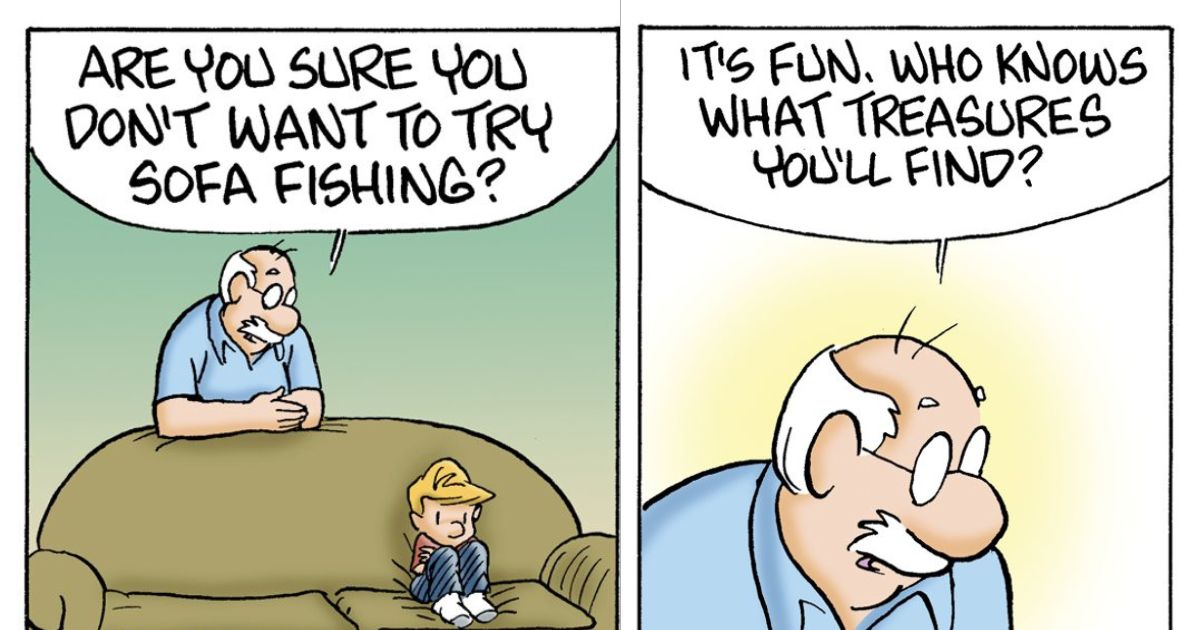 ARE YOU SURE YOU
DON'T WANT TO TRY
SOFA FISHING?
IT'S FUN. WHO KNOWS
WHAT TREASURES
YOU'LL FIND?